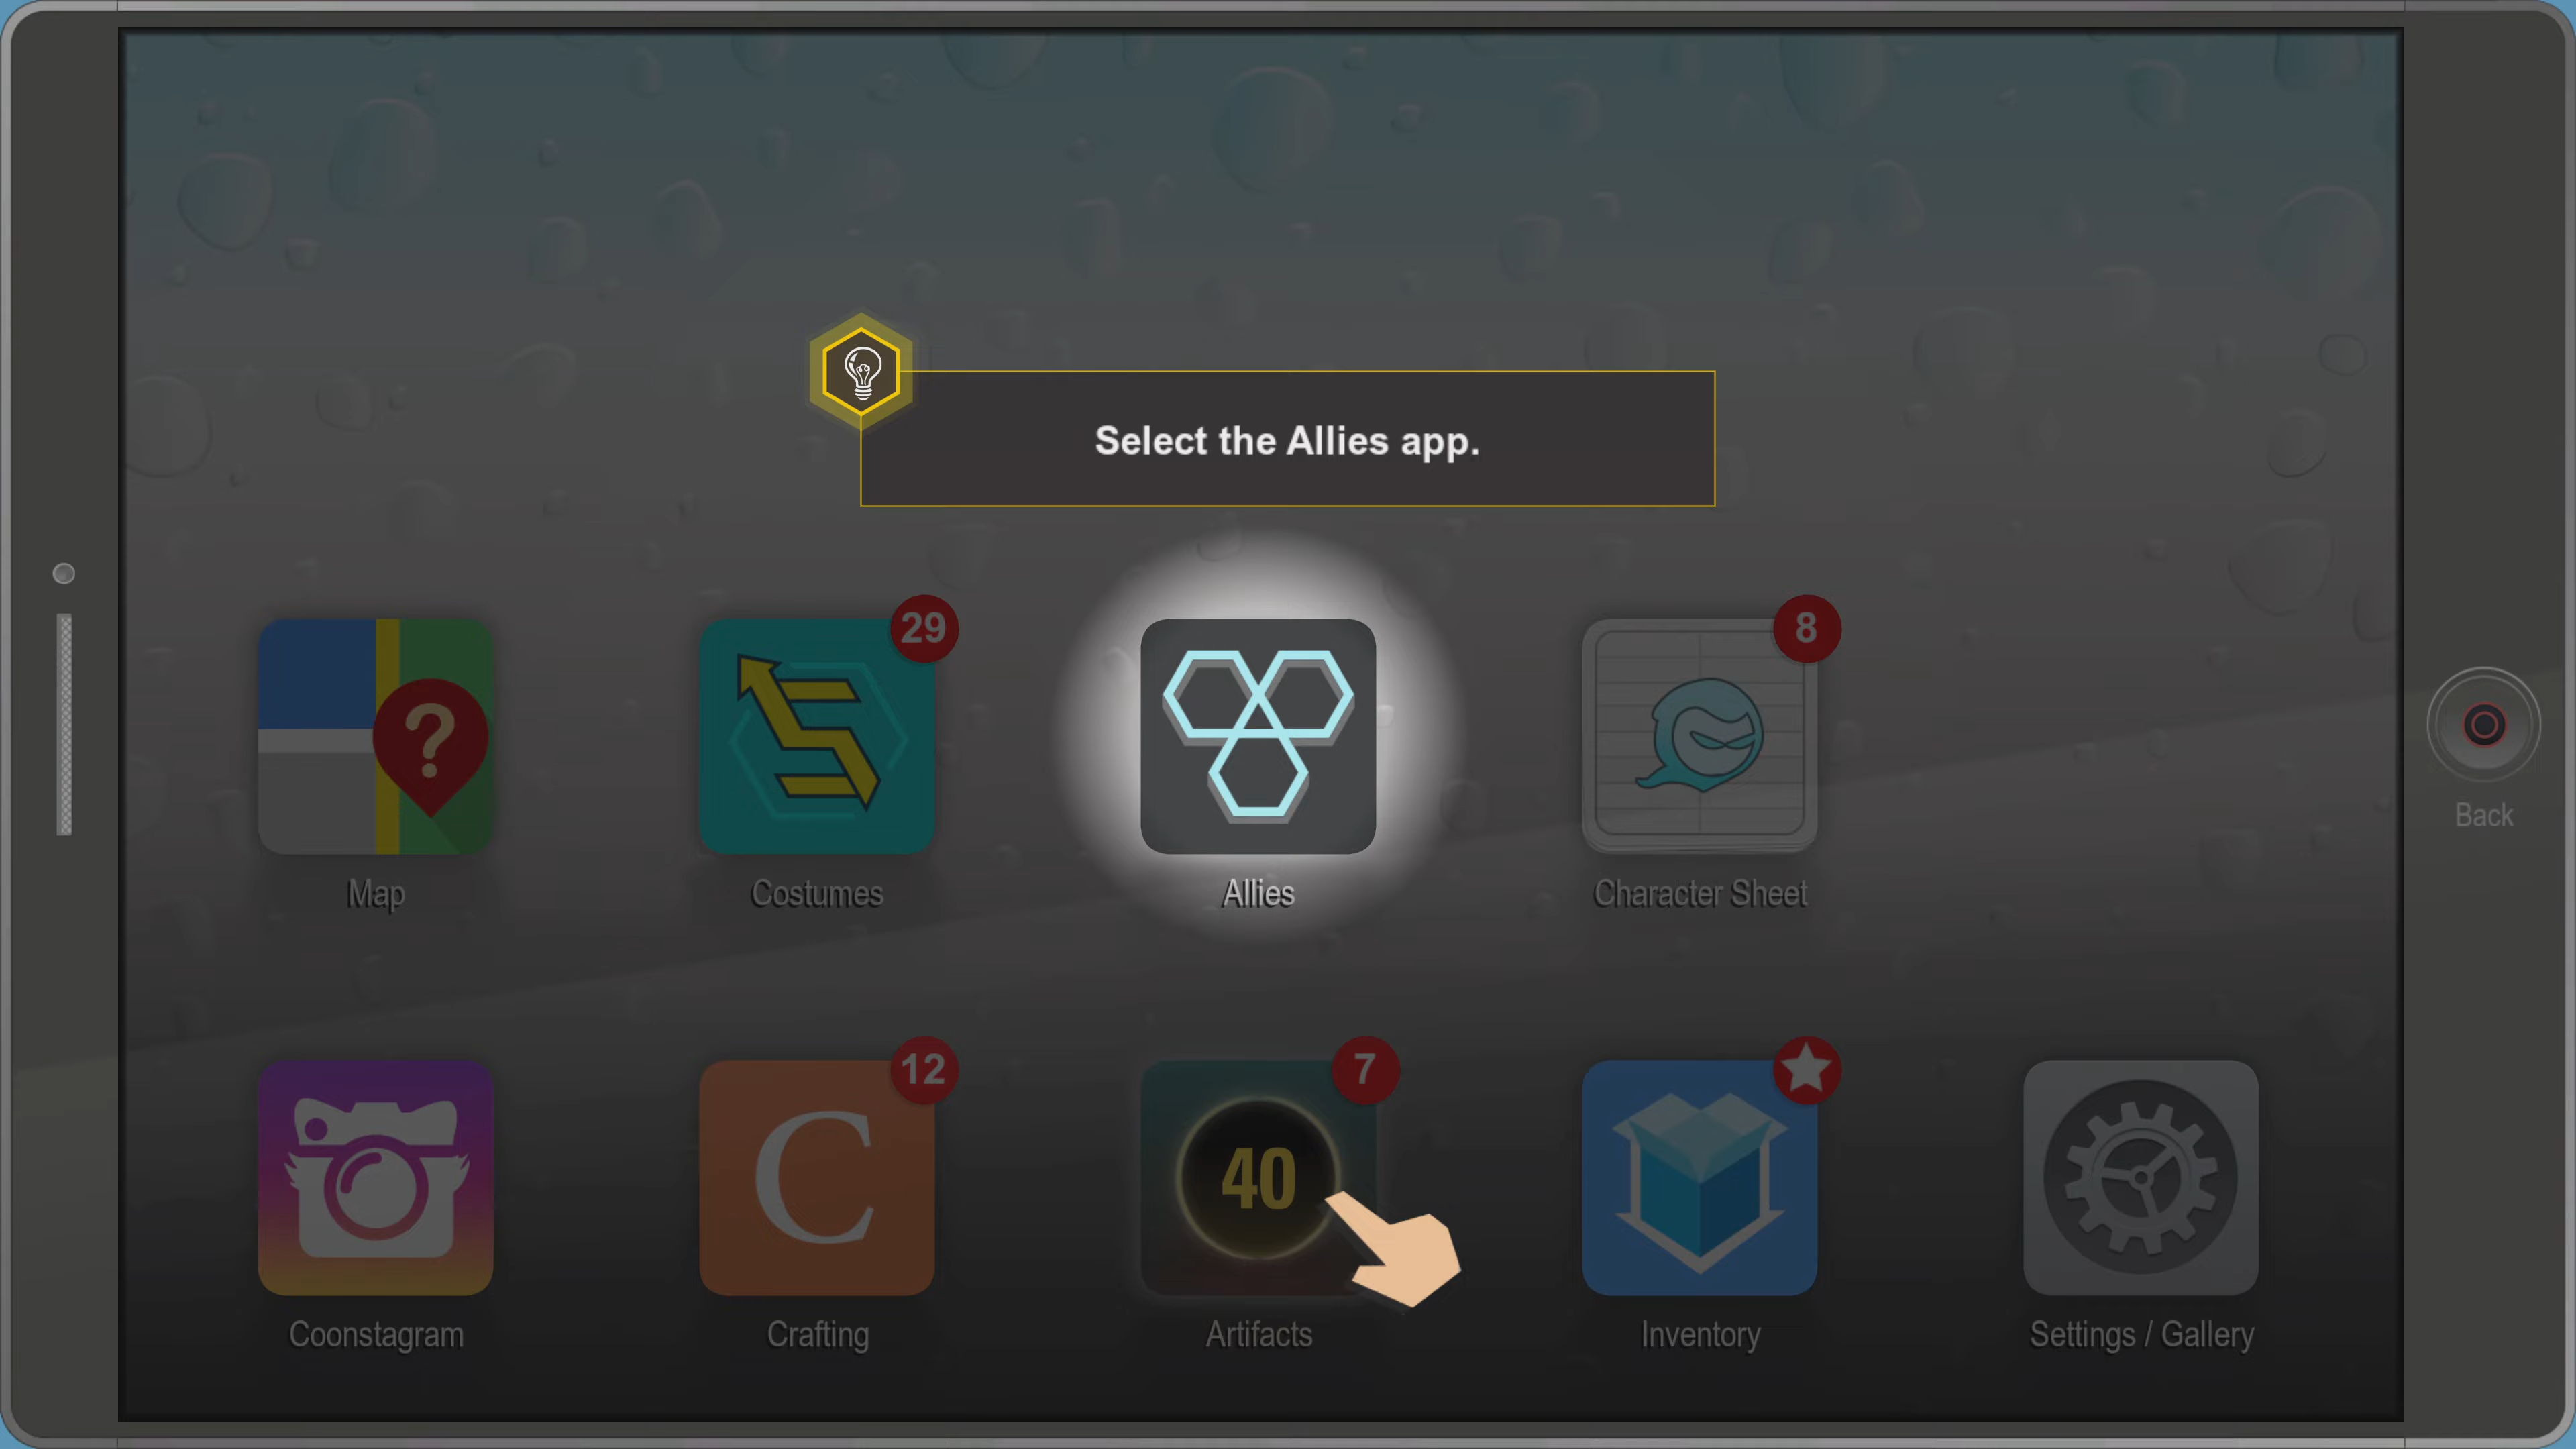 Select the Allies app.
29
8
Map
Costumes
Allies
Character Sheet
Back
12
7
C
40
Coonstagram
Crafting
Artifacts
Inventory
Settings / Gallery